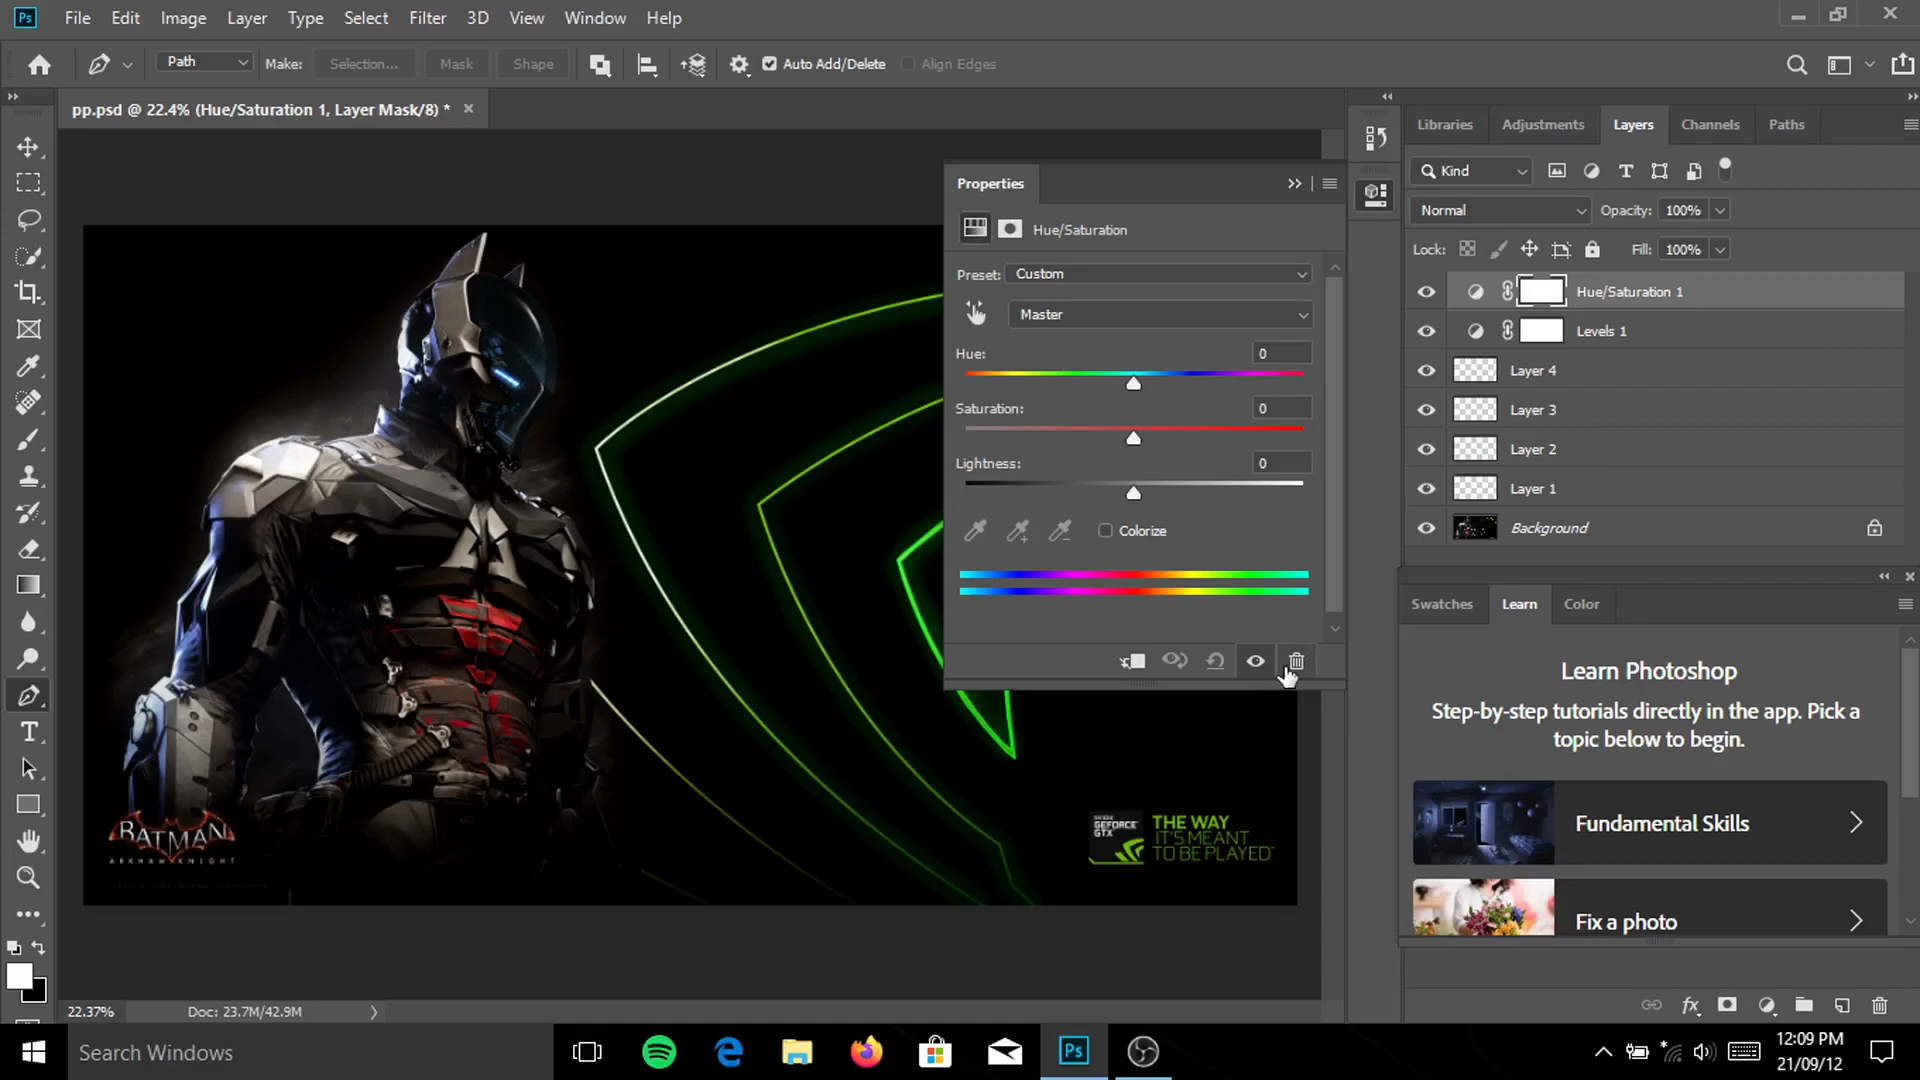 Ps File Edit Image Layer Type Select Filter 3D View Window Help
Path Make: Selection... Mask Shape Auto Add/Delete Align Edges
pp.psd @ 22.4% (Hue/Saturation 1, Layer Mask/8) *
Libraries Adjustments Layers Channels Paths
Kind
Normal Opacity: 100%
Lock: Fill: 100%
Hue/Saturation 1
Levels 1
Layer 4
Layer 3
Layer 2
Layer 1
Background
Properties
Hue/Saturation
Preset: Custom
Master
Hue: 0
Saturation: 0
Lightness: 0
Colorize
BATMAN
ARKHAM KNIGHT
GEFORCE
GTX
THE WAY
IT'S MEANT
TO BE PLAYED
Swatches Learn Color
Learn Photoshop
Step-by-step tutorials directly in the app. Pick a
topic below to begin.
Fundamental Skills
Fix a photo
22.37% Doc: 23.7M/42.9M
Search Windows
Ps
12:09 PM
21/09/12